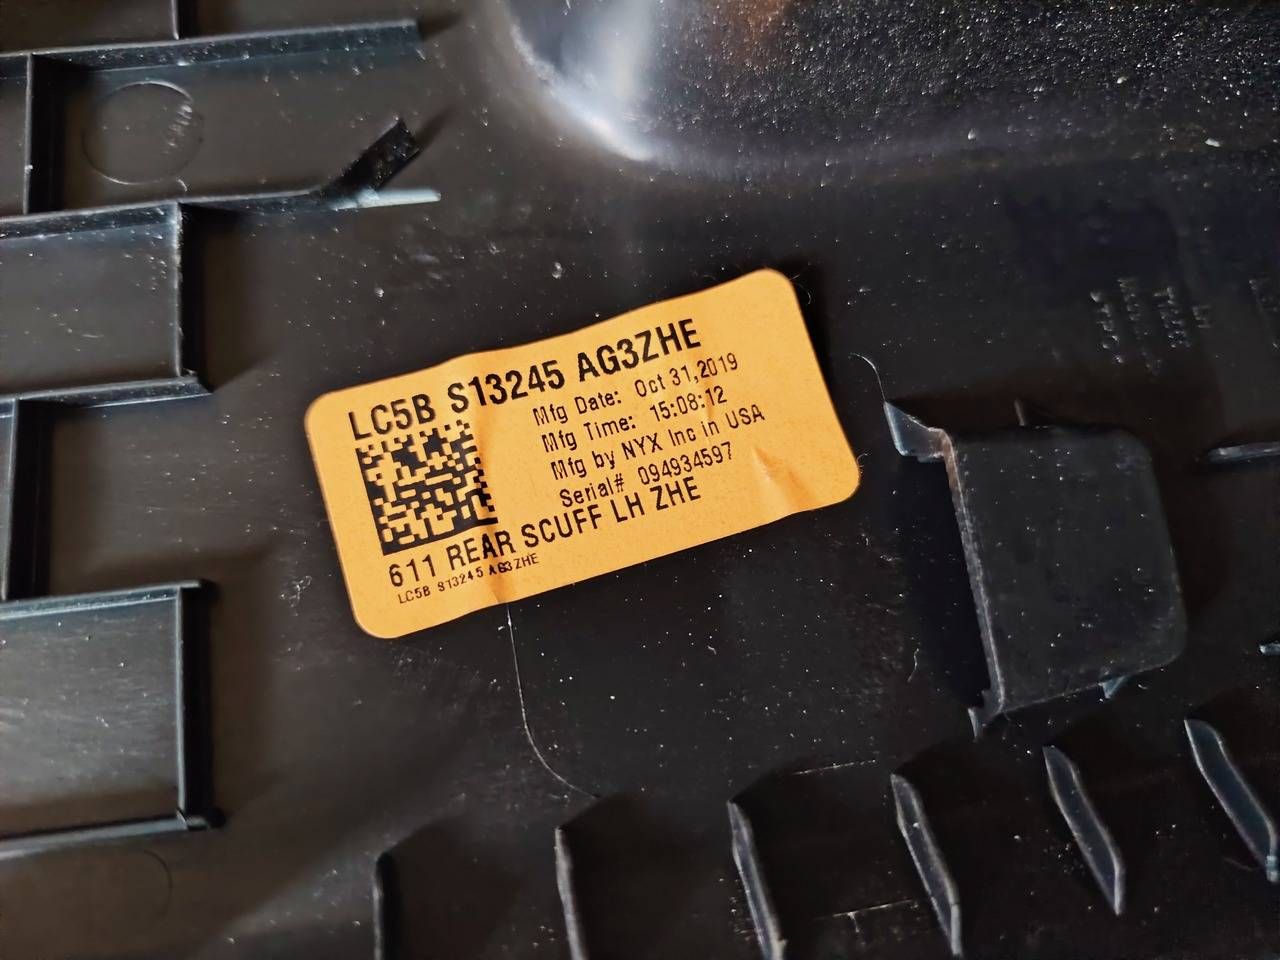 LC5B S13245 AG3ZHE
Mfg Date: Oct 31,2019
Mfg Time: 15:08:12
Mfg by NYX Inc in USA
Serial# 094934597
611 REAR SCUFF LH ZHE
LC5B S13245 AG3ZHE